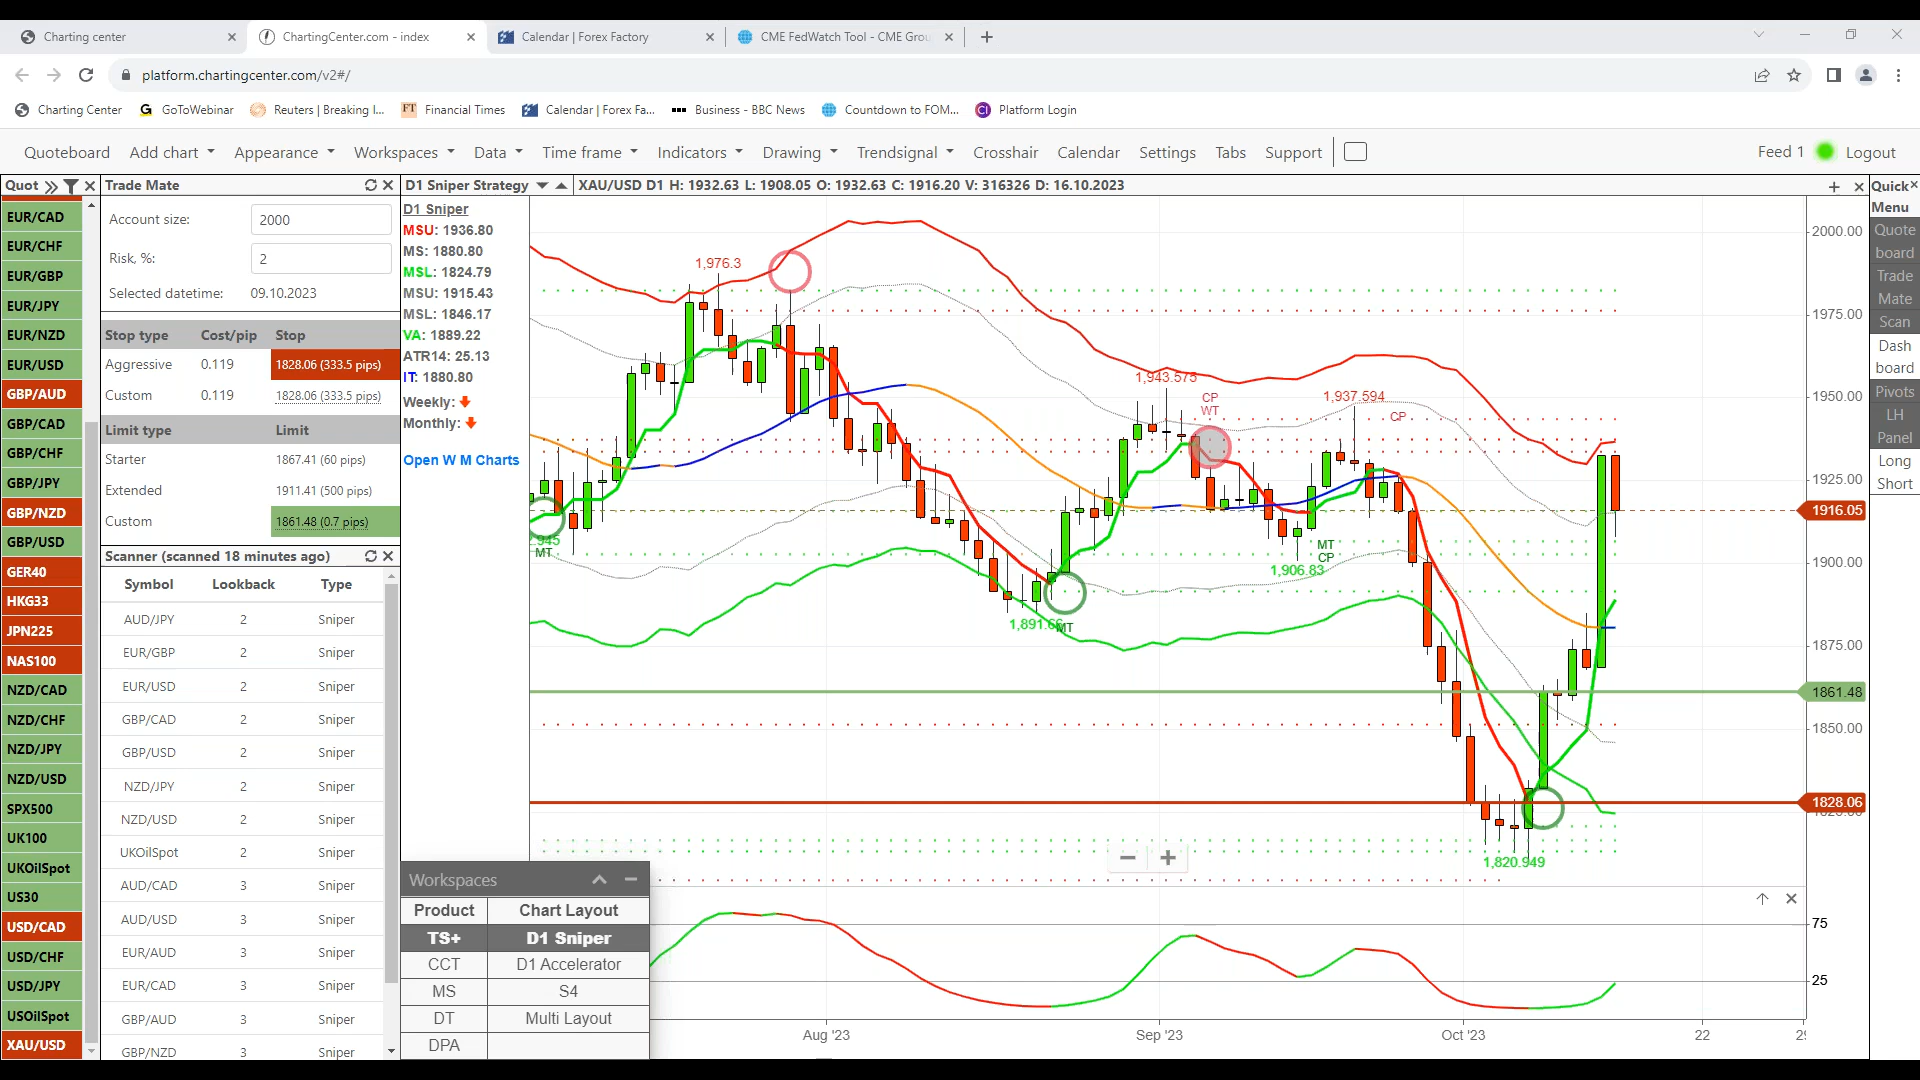 Charting center
ChartingCenter.com - index
Calendar | Forex Factory
CME FedWatch Tool - CME Grou
platform.chartingcenter.com/v2#/
Charting Center
GoToWebinar
Reuters | Breaking I...
FT Financial Times
Calendar | Forex Fa...
Business - BBC News
Countdown to FOM...
CI Platform Login
Quoteboard
Add chart
Appearance
Workspaces
Data
Time frame
Indicators
Drawing
Trendsignal
Crosshair
Calendar
Settings
Tabs
Support
Feed 1
Logout
Quot
EUR/CAD
EUR/CHF
EUR/GBP
EUR/JPY
EUR/NZD
EUR/USD
GBP/AUD
GBP/CAD
GBP/CHF
GBP/JPY
GBP/NZD
GBP/USD
GER40
HKG33
JPN225
NAS100
NZD/CAD
NZD/CHF
NZD/JPY
NZD/USD
SPX500
UK100
UKOilSpot
US30
USD/CAD
USD/CHF
USD/JPY
USOilSpot
XAU/USD
Trade Mate
Account size: 2000
Risk, %: 2
Selected datetime: 09.10.2023
Stop type Cost/pip Stop
Aggressive 0.119 1828.06 (333.5 pips)
Custom 0.119 1828.06 (333.5 pips)
Limit type Limit
Starter 1867.41 (60 pips)
Extended 1911.41 (500 pips)
Custom 1861.48 (0.7 pips)
Scanner (scanned 18 minutes ago)
Symbol Lookback Type
AUD/JPY 2 Sniper
EUR/GBP 2 Sniper
EUR/USD 2 Sniper
GBP/CAD 2 Sniper
GBP/USD 2 Sniper
NZD/JPY 2 Sniper
NZD/USD 2 Sniper
UKOilSpot 2 Sniper
AUD/CAD 3 Sniper
AUD/USD 3 Sniper
EUR/AUD 3 Sniper
EUR/CAD 3 Sniper
GBP/AUD 3 Sniper
GBP/NZD 3 Sniper
D1 Sniper Strategy
XAU/USD D1 H: 1932.63 L: 1908.05 O: 1932.63 C: 1916.20 V: 316326 D: 16.10.2023
D1 Sniper
MSU: 1936.80
MS: 1880.80
MSL: 1824.79
MSU: 1915.43
MSL: 1846.17
VA: 1889.22
ATR14: 25.13
IT: 1880.80
Weekly:
Monthly:
Open W M Charts
1,976.3
1,943.575
CP
WT
1,937.594
CP
MT
MT
CP
1,906.83
MT
1,820.949
2000.00
1975.00
1950.00
1925.00
1916.05
1900.00
1875.00
1861.48
1850.00
1828.06
75
25
Aug '23
Sep '23
Oct '23
22
Workspaces
Product Chart Layout
TS+ D1 Sniper
CCT D1 Accelerator
MS S4
DT Multi Layout
DPA
Quick
Menu
Quote
board
Trade
Mate
Scan
Dash
board
Pivots
LH
Panel
Long
Short